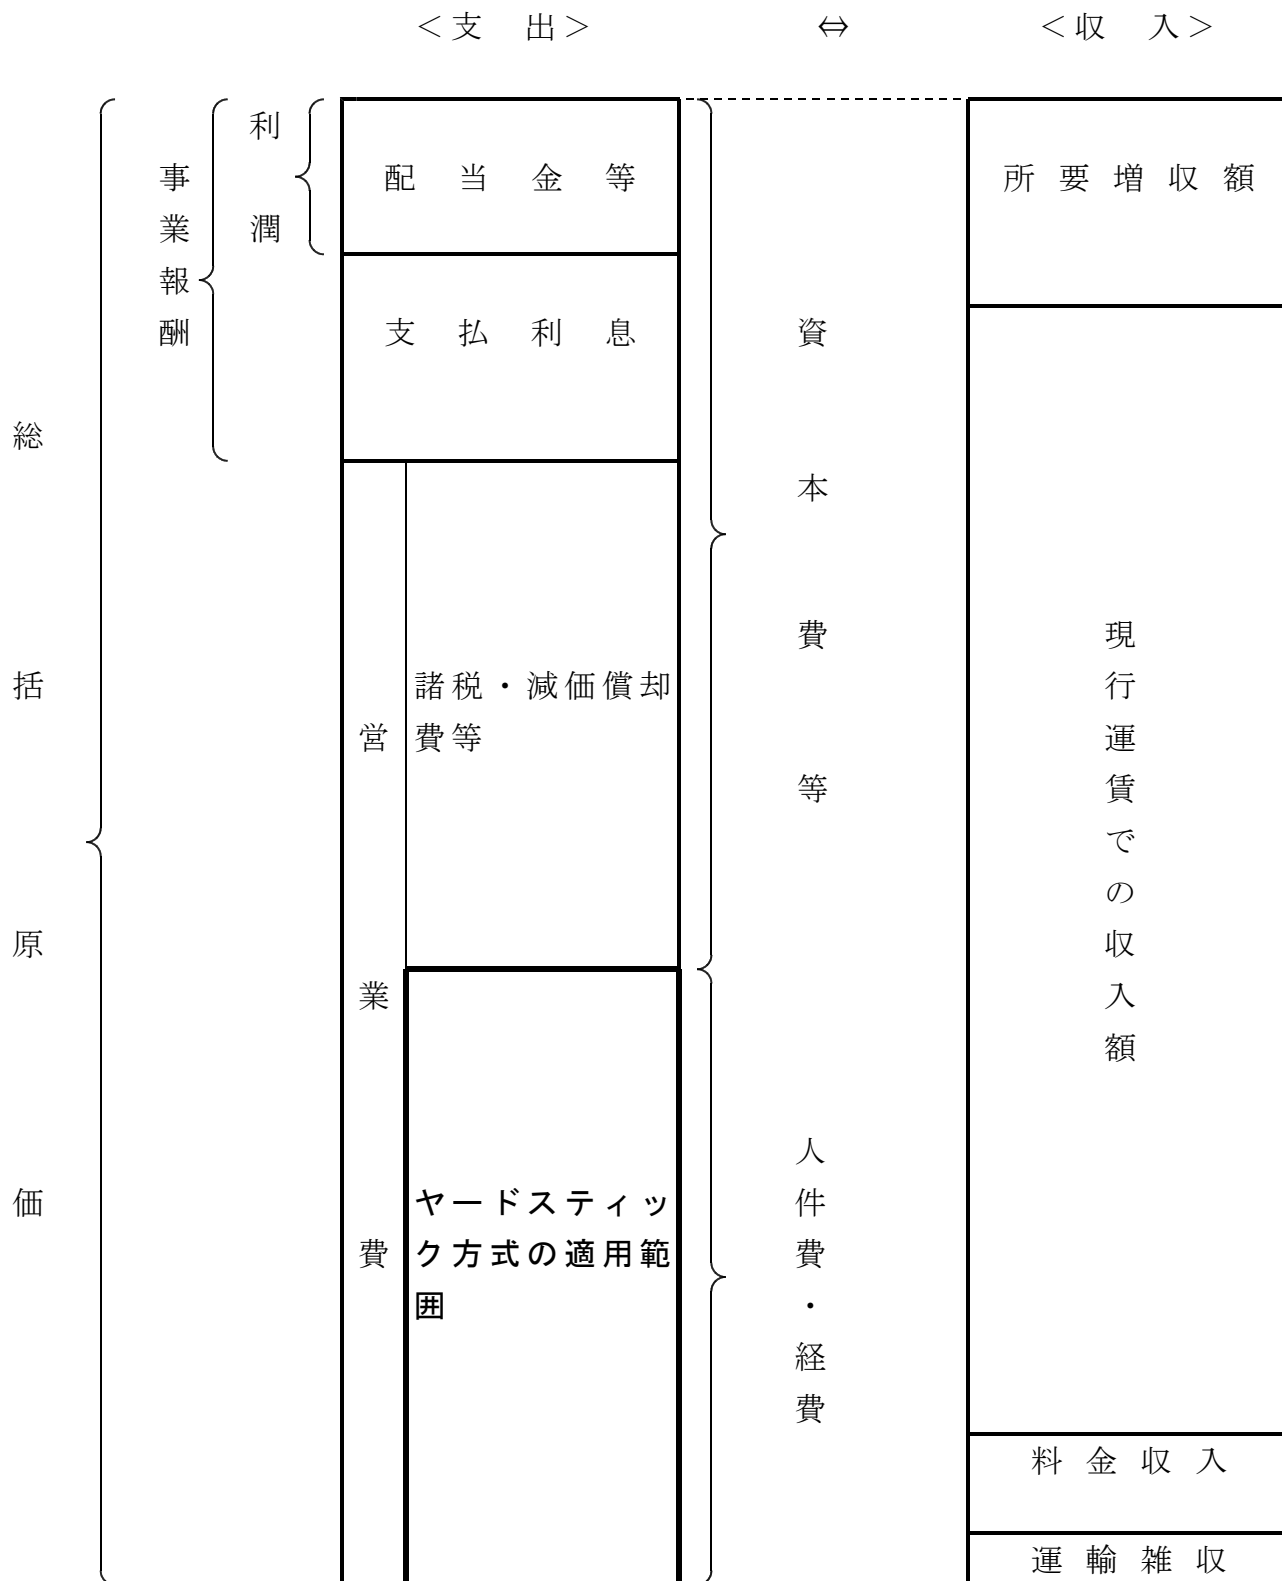 ＜支　出＞　⇔　＜収　入＞
総括原価
事業報酬
利潤
配当金等
支払利息
営業費
諸税・減価償却
費等
ヤードスティッ
ク方式の適用範
囲
資本費等
人件費・経費
所要増収額
現行運賃での収入額
料金収入
運輸雑収